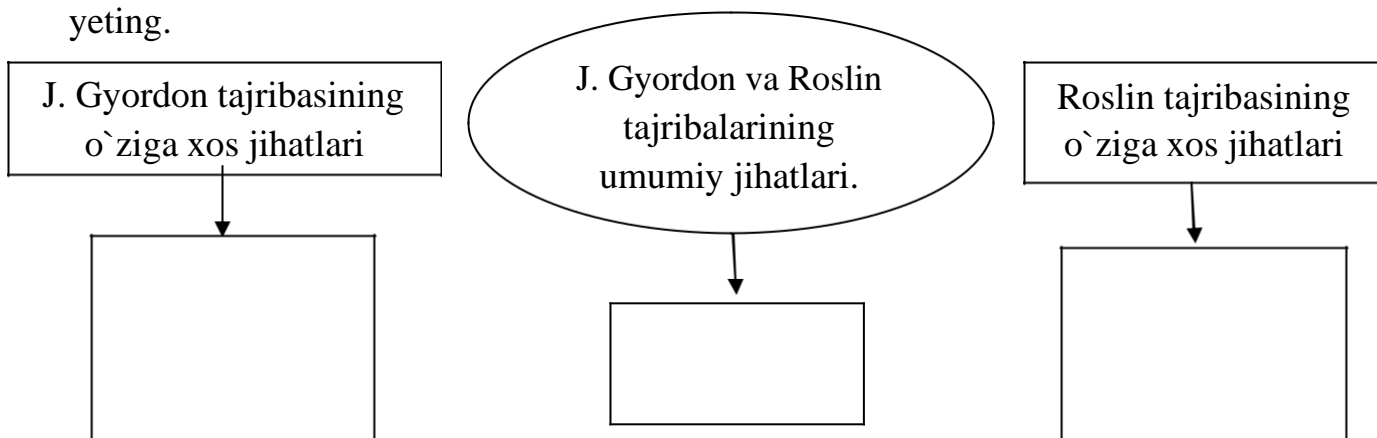 yeting.
J. Gyordon tajribasining
o`ziga xos jihatlari
J. Gyordon va Roslin
tajribalarining
umumiy jihatlari.
Roslin tajribasining
o`ziga xos jihatlari